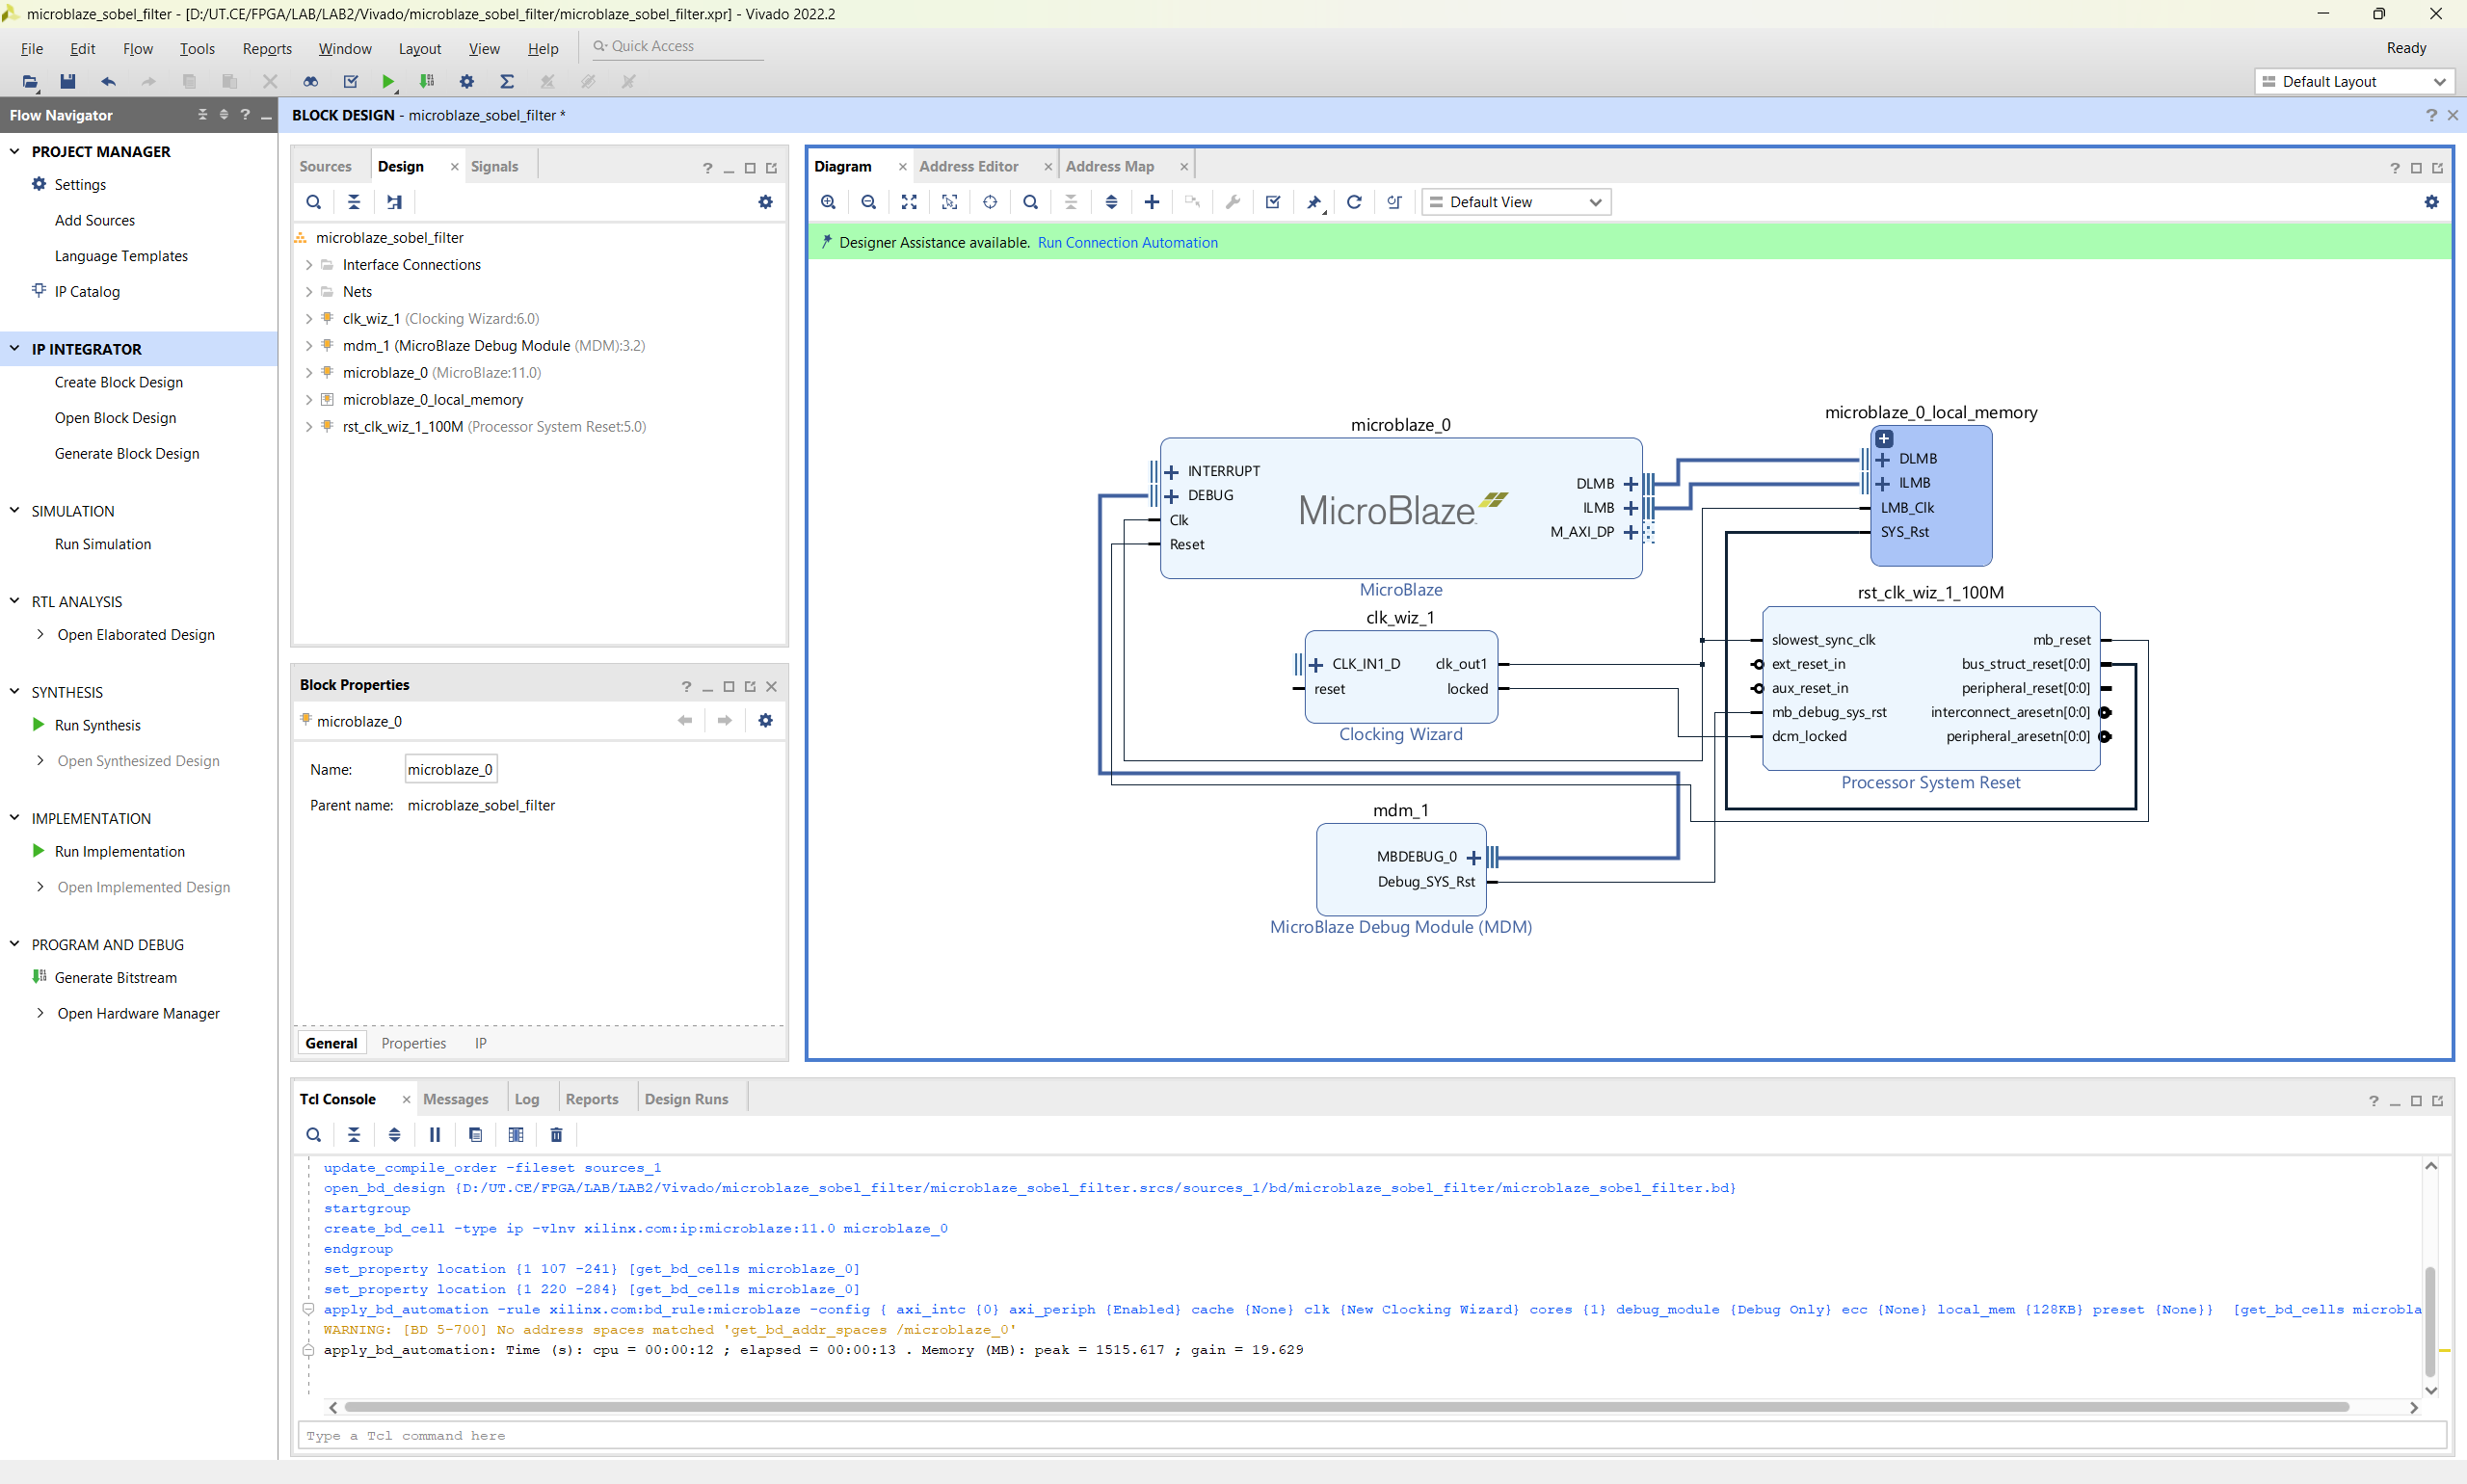 microblaze_sobel_filter - [D:/UT.CE/FPGA/LAB/LAB2/Vivado/microblaze_sobel_filter/microblaze_sobel_filter.xpr] - Vivado 2022.2
File Edit Flow Tools Reports Window Layout View Help Quick Access
Ready
Default Layout
Flow Navigator
PROJECT MANAGER
Settings
Add Sources
Language Templates
IP Catalog
IP INTEGRATOR
Create Block Design
Open Block Design
Generate Block Design
SIMULATION
Run Simulation
RTL ANALYSIS
Open Elaborated Design
SYNTHESIS
Run Synthesis
Open Synthesized Design
IMPLEMENTATION
Run Implementation
Open Implemented Design
PROGRAM AND DEBUG
Generate Bitstream
Open Hardware Manager
BLOCK DESIGN - microblaze_sobel_filter *
Sources Design Signals
microblaze_sobel_filter
Interface Connections
Nets
clk_wiz_1 (Clocking Wizard:6.0)
mdm_1 (MicroBlaze Debug Module (MDM):3.2)
microblaze_0 (MicroBlaze:11.0)
microblaze_0_local_memory
rst_clk_wiz_1_100M (Processor System Reset:5.0)
Block Properties
microblaze_0
Name: microblaze_0
Parent name: microblaze_sobel_filter
General Properties IP
Diagram Address Editor Address Map
Default View
Designer Assistance available. Run Connection Automation
microblaze_0
INTERRUPT
DEBUG
Clk
Reset
MicroBlaze
DLMB
ILMB
M_AXI_DP
MicroBlaze
microblaze_0_local_memory
DLMB
ILMB
LMB_Clk
SYS_Rst
clk_wiz_1
CLK_IN1_D clk_out1
reset locked
Clocking Wizard
rst_clk_wiz_1_100M
slowest_sync_clk mb_reset
ext_reset_in bus_struct_reset[0:0]
aux_reset_in peripheral_reset[0:0]
mb_debug_sys_rst interconnect_aresetn[0:0]
dcm_locked peripheral_aresetn[0:0]
Processor System Reset
mdm_1
MBDEBUG_0
Debug_SYS_Rst
MicroBlaze Debug Module (MDM)
Tcl Console Messages Log Reports Design Runs
update_compile_order -fileset sources_1
open_bd_design {D:/UT.CE/FPGA/LAB/LAB2/Vivado/microblaze_sobel_filter/microblaze_sobel_filter.srcs/sources_1/bd/microblaze_sobel_filter/microblaze_sobel_filter.bd}
startgroup
create_bd_cell -type ip -vlnv xilinx.com:ip:microblaze:11.0 microblaze_0
endgroup
set_property location {1 107 -241} [get_bd_cells microblaze_0]
set_property location {1 220 -284} [get_bd_cells microblaze_0]
apply_bd_automation -rule xilinx.com:bd_rule:microblaze -config { axi_intc {0} axi_periph {Enabled} cache {None} clk {New Clocking Wizard} cores {1} debug_module {Debug Only} ecc {None} local_mem {128KB} preset {None}} [get_bd_cells microbla
WARNING: [BD 5-700] No address spaces matched 'get_bd_addr_spaces /microblaze_0'
apply_bd_automation: Time (s): cpu = 00:00:12 ; elapsed = 00:00:13 . Memory (MB): peak = 1515.617 ; gain = 19.629
Type a Tcl command here